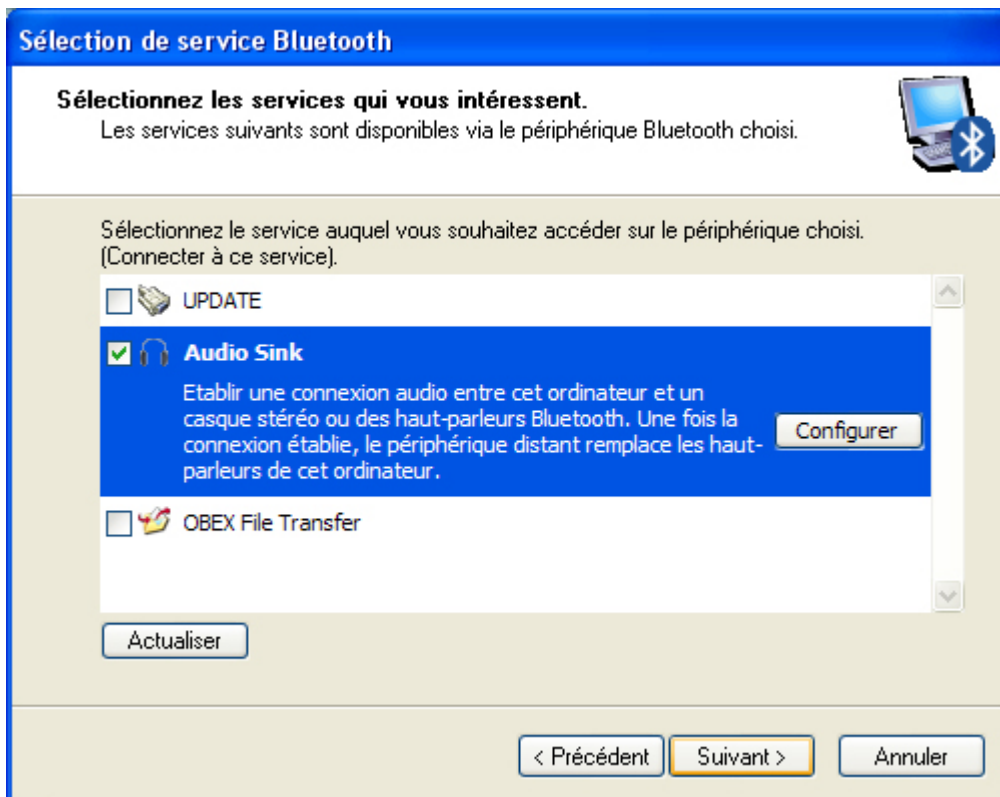 Sélection de service Bluetooth
Sélectionnez les services qui vous intéressent.
Les services suivants sont disponibles via le périphérique Bluetooth choisi.
Sélectionnez le service auquel vous souhaitez accéder sur le périphérique choisi.
(Connecter à ce service).
UPDATE
Audio Sink
Etablir une connexion audio entre cet ordinateur et un
casque stéréo ou des haut-parleurs Bluetooth. Une fois la
connexion établie, le périphérique distant remplace les haut-
parleurs de cet ordinateur.
Configurer
OBEX File Transfer
Actualiser
< Précédent
Suivant >
Annuler